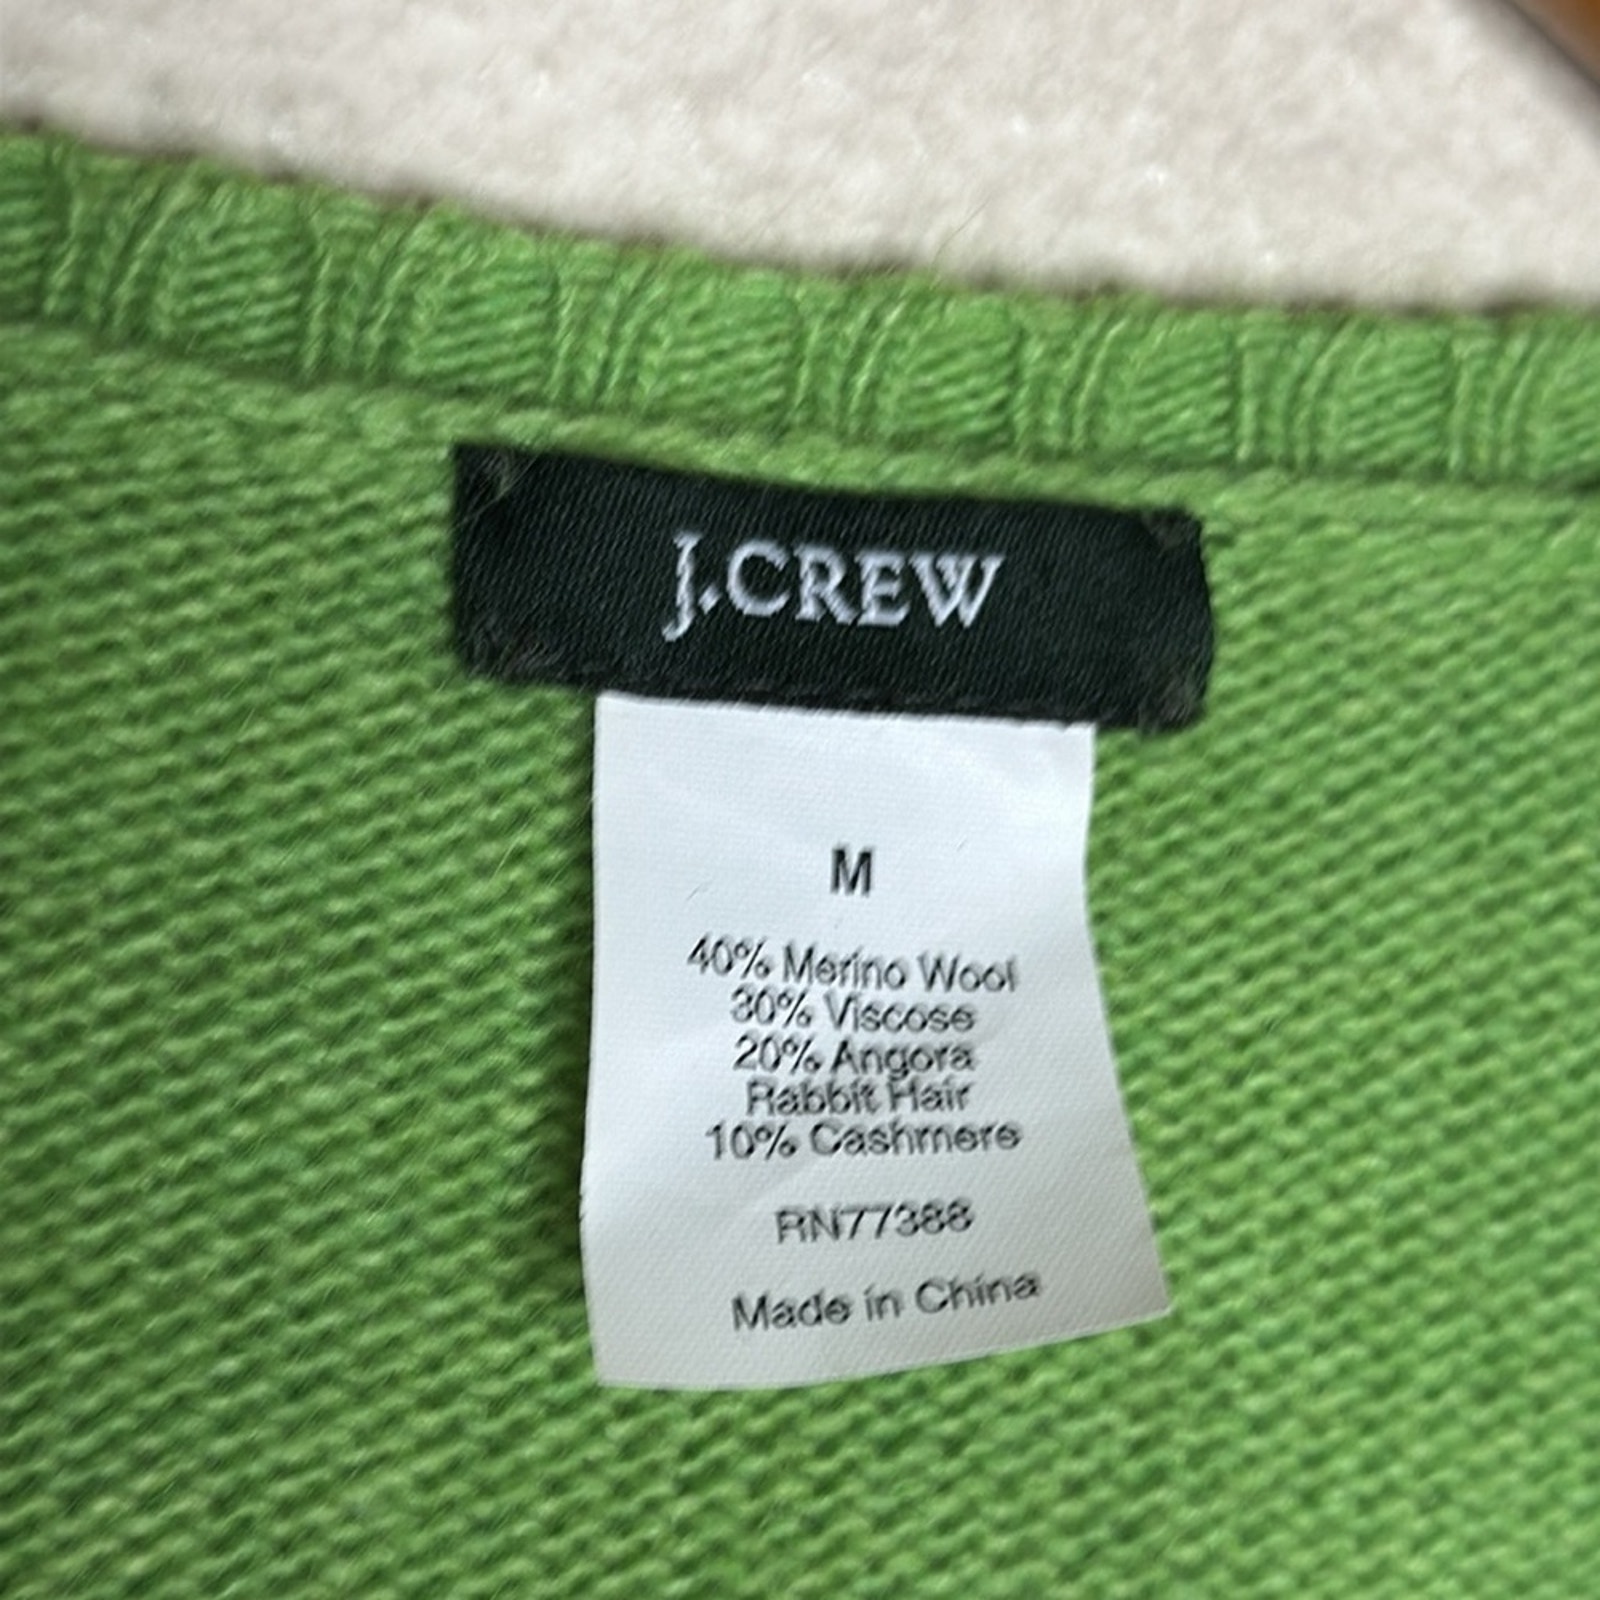 J.CREW
M
40% Merino Wool
30% Viscose
20% Angora
Rabbit Hair
10% Cashmere
RN77388
Made in China